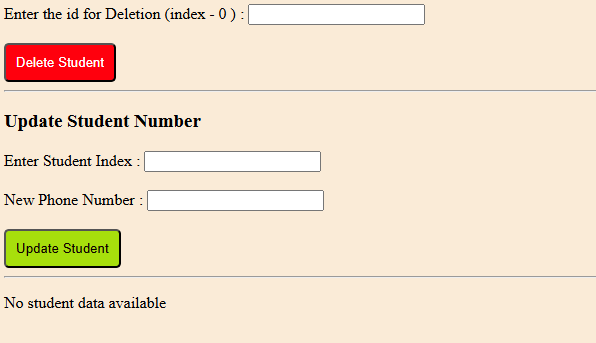 Enter the id for Deletion (index - 0 ) :
Delete Student
Update Student Number
Enter Student Index :
New Phone Number :
Update Student
No student data available